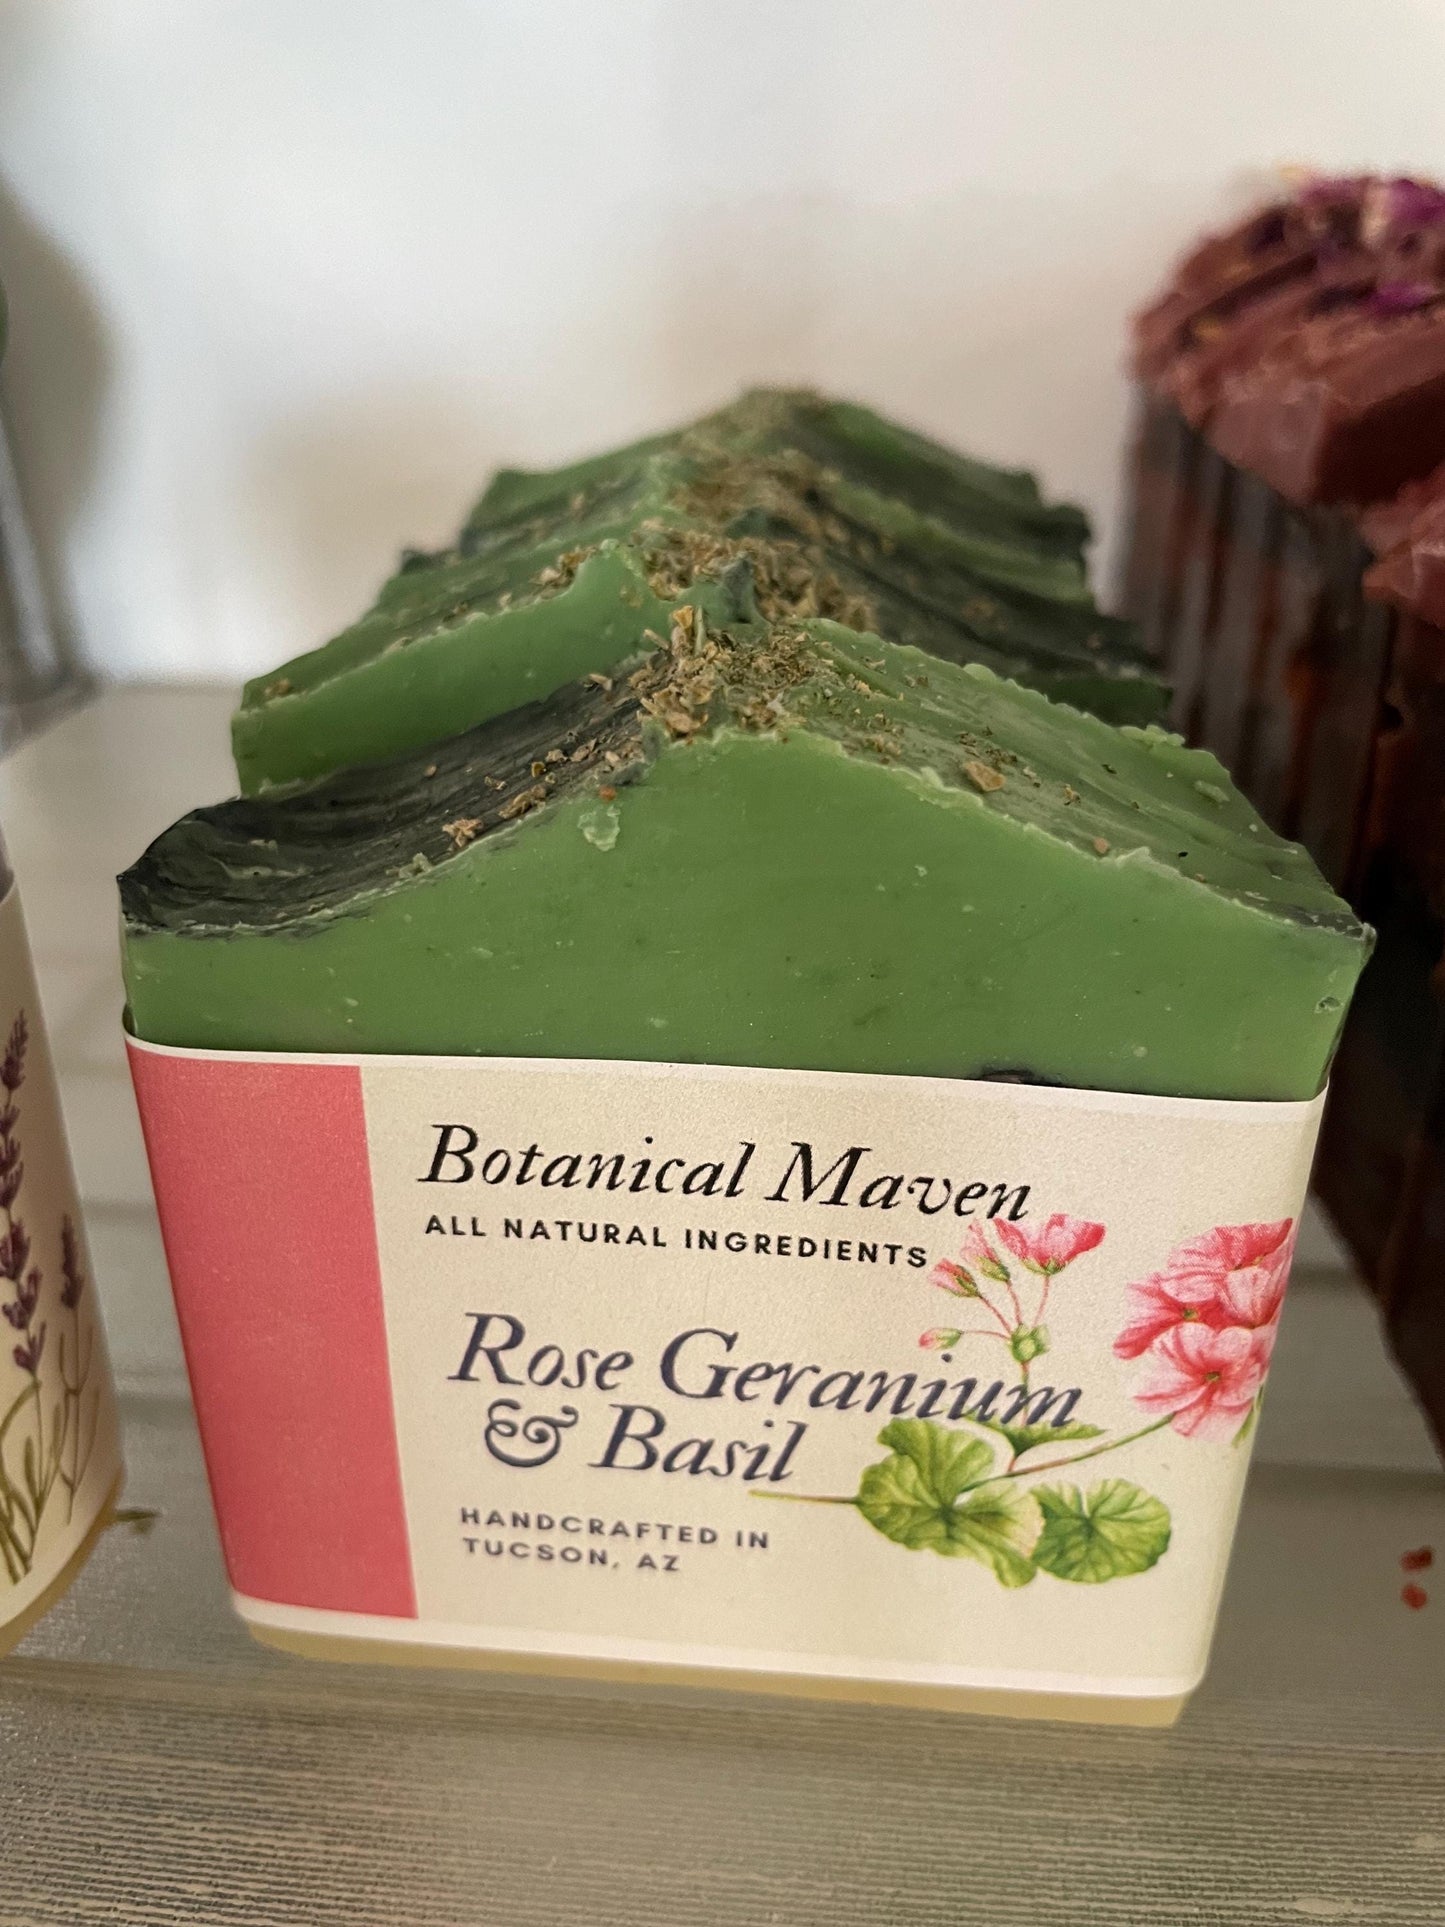 Botanical Maven
ALL NATURAL INGREDIENTS
Rose Geranium
& Basil
HANDCRAFTED IN
TUCSON, AZ